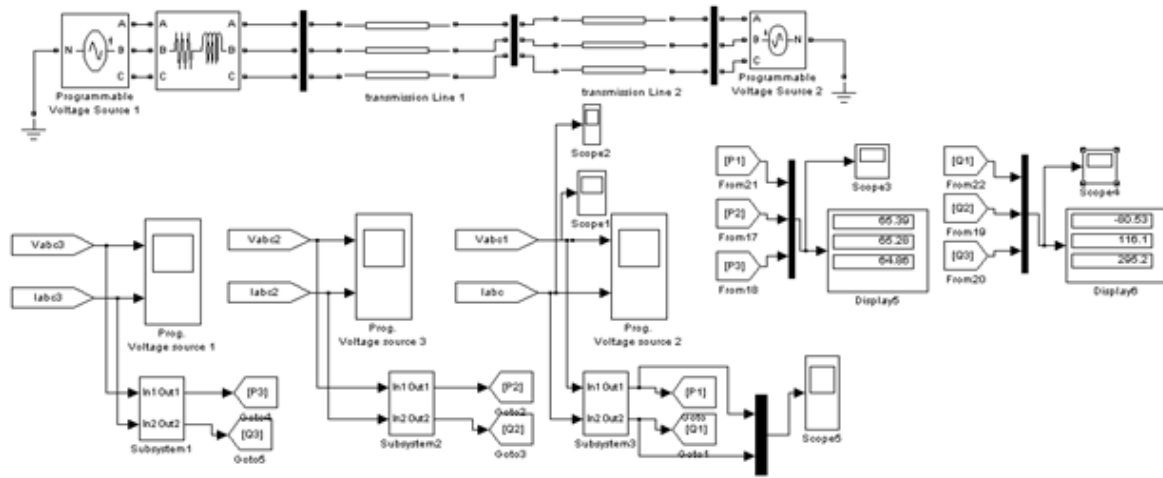 A A A A
N B B B B N
C C C C
Programmable
Voltage Source 1
transmission Line 1
transmission Line 2
Programmable
Voltage Source 2
Scope2
Scope1
[P1]
From21
[P2]
From17
[P3]
From18
Scope3
65.39
65.28
64.86
Display5
[Q1]
From22
[Q2]
From19
[Q3]
From20
Scope4
-80.53
116.1
295.2
Display6
Vabc3
Iabc3
Prog.
Voltage source 1
Vabc2
Iabc2
Prog.
Voltage source 3
Vabc1
Iabc
Prog.
Voltage source 2
In1 Out1
In2 Out2
Subsystem1
[P3]
Goto4
[Q3]
Goto5
In1 Out1
In2 Out2
Subsystem2
[P2]
Goto2
[Q2]
Goto3
In1 Out1
In2 Out2
Subsystem3
[P1]
Goto
[Q1]
Goto1
Scope5